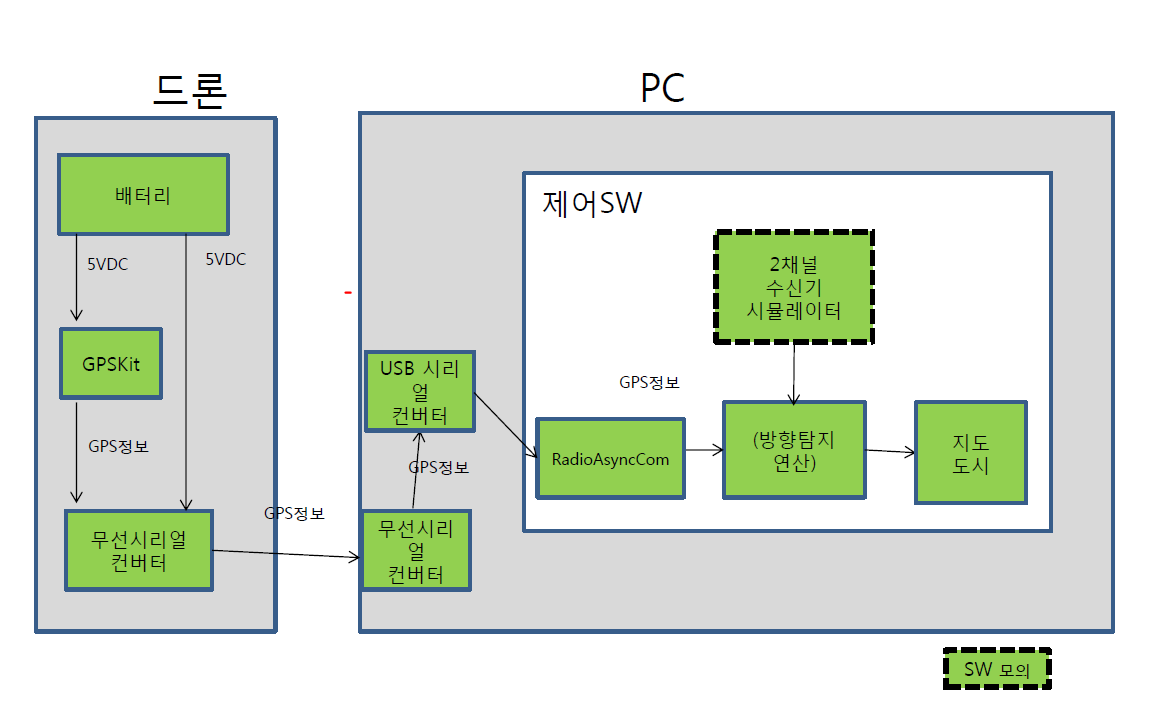 드론
PC
배터리
5VDC
5VDC
GPSKit
GPS정보
무선시리얼
컨버터
GPS정보
USB 시리
얼
컨버터
GPS정보
무선시리
얼
컨버터
제어SW
2채널
수신기
시뮬레이터
GPS정보
RadioAsyncCom
(방향탐지
연산)
지도
도시
SW 모의